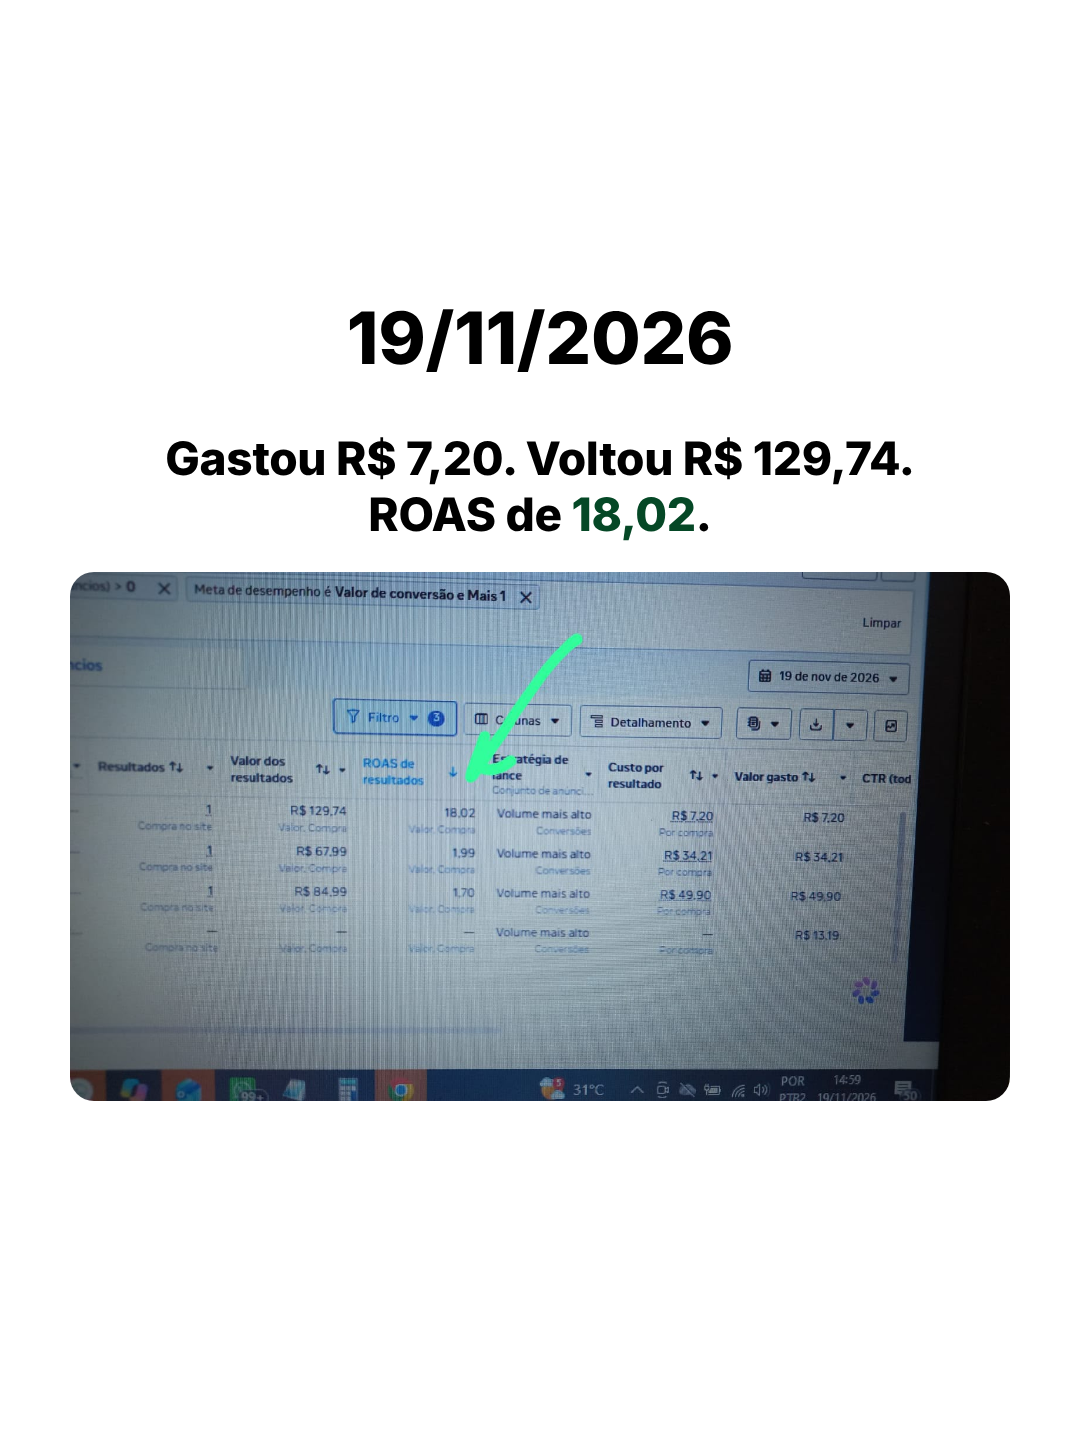 19/11/2026
Gastou R$ 7,20. Voltou R$ 129,74.
ROAS de 18,02.
> 0 Meta de desempenho é Valor de conversão e Mais 1
Limpar
19 de nov de 2026
Filtro 3 Detalhamento
Resultados Valor dos resultados ROAS de resultados Estratégia de lance Custo por resultado Valor gasto CTR (tod
Conjunto de anúnci...
1 R$ 129,74 18,02 Volume mais alto R$ 7,20 R$ 7,20
Compra no site Valor, Compra Valor, Compra Conversões Por compra
1 R$ 67,99 1,99 Volume mais alto R$ 34,21 R$ 34,21
Compra no site Valor, Compra Valor, Compra Conversões Por compra
1 R$ 84,99 1,70 Volume mais alto R$ 49,90 R$ 49,90
Compra no site Valor, Compra Valor, Compra Conversões Por compra
— — — Volume mais alto — R$ 13,19
Compra no site Valor, Compra Valor, Compra Conversões Por compra
99+ 5 31°C POR 14:59
PTB2 19/11/2026